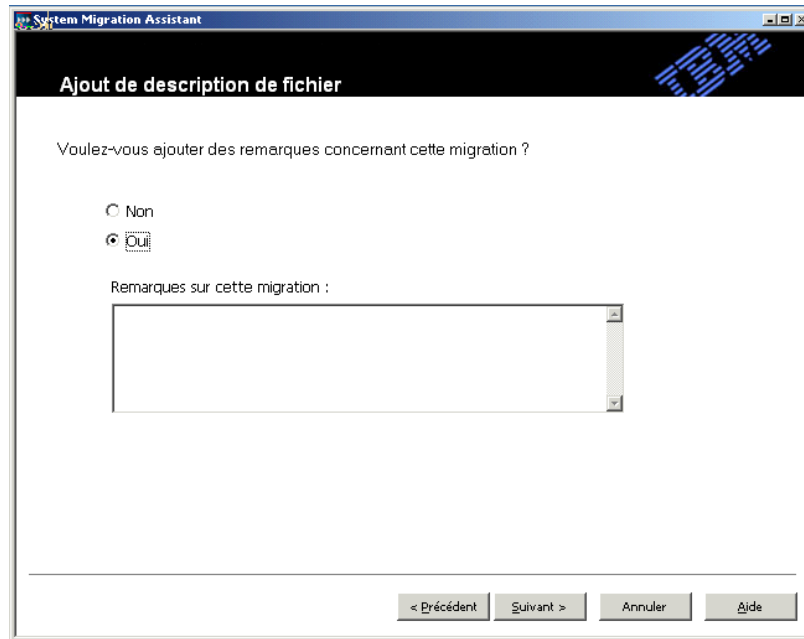 System Migration Assistant
IBM
Ajout de description de fichier
Voulez-vous ajouter des remarques concernant cette migration ?
Non
Oui
Remarques sur cette migration :
< Précédent
Suivant >
Annuler
Aide